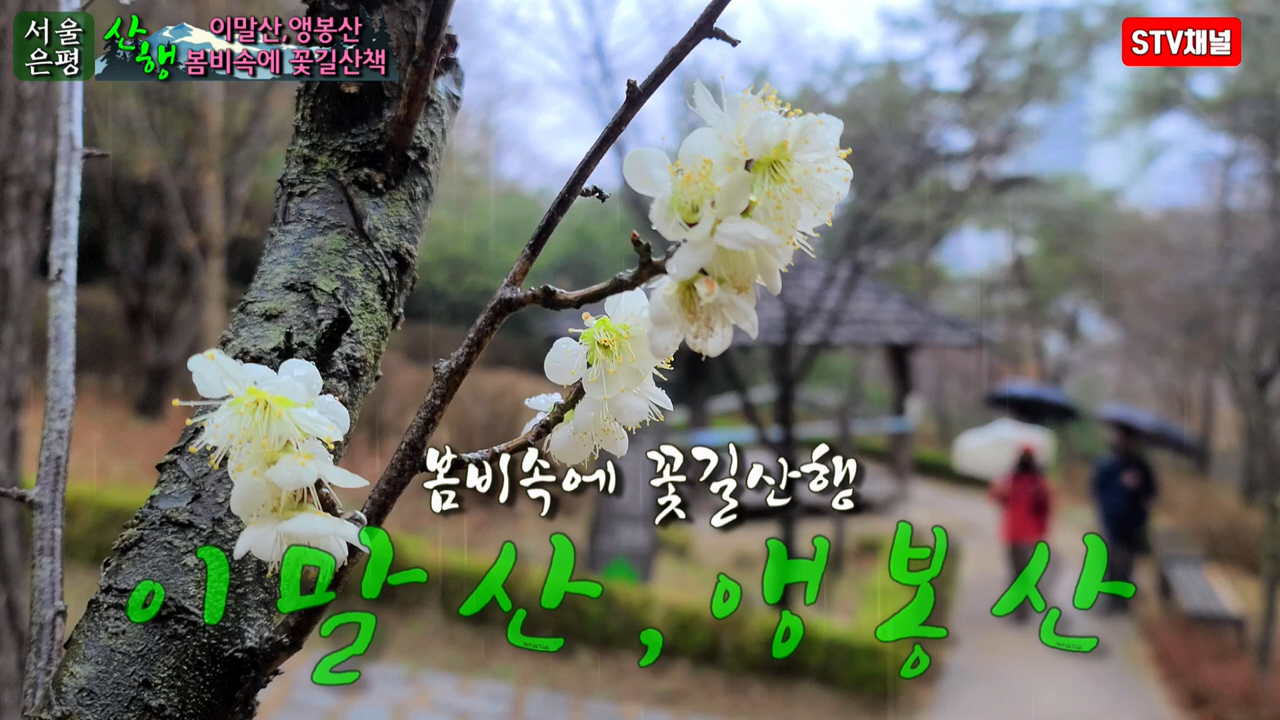 서울
은평
산행
이말산,앵봉산
봄비속에 꽃길산책
STV채널
봄비속에 꽃길산행
이말산, 앵봉산